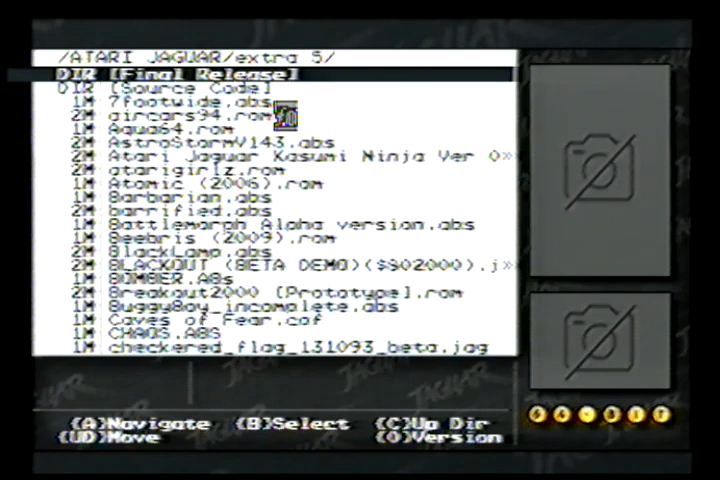 /ATARI JAGUAR/extra 5/
DIR [Final Release]
DIR [Source Code]
1M 7footwide.abs
2M aircars94.rom
1M Aqua64.rom
2M AstroStormV143.abs
2M Atari Jaguar Kasumi Ninja Ver 0»
2M atarigirlz.rom
1M Atomic (2006).rom
1M Barbarian.abs
2M barrified.abs
1M Battlemorph Alpha version.abs
1M Beebris (2009).rom
2M BlackLamp.abs
2M BLACKOUT (BETA DEMO)($802000).j»
1M BOMBER.ABs
2M Breakout2000 [Prototype].rom
1M BuggyBoy_incomplete.abs
1M Caves of Fear.cof
1M CHAOS.ABS
1M checkered_flag_131093_beta.jag
JAGUAR
(A)Navigate (B)Select (C)Up Dir
(UD)Move (0)Version